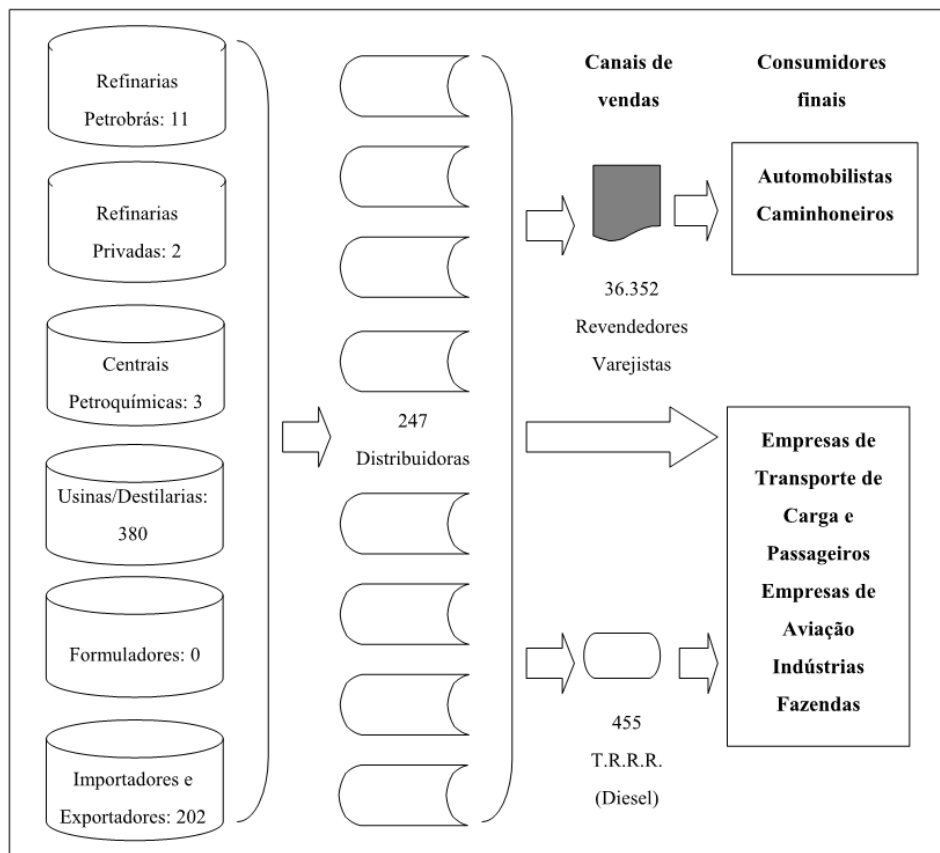 Refinarias
Petrobrás: 11
Refinarias
Privadas: 2
Centrais
Petroquímicas: 3
Usinas/Destilarias:
380
Formuladores: 0
Importadores e
Exportadores: 202
247
Distribuidoras
Canais de
vendas
36.352
Revendedores
Varejistas
455
T.R.R.R.
(Diesel)
Consumidores
finais
Automobilistas
Caminhoneiros
Empresas de
Transporte de
Carga e
Passageiros
Empresas de
Aviação
Indústrias
Fazendas